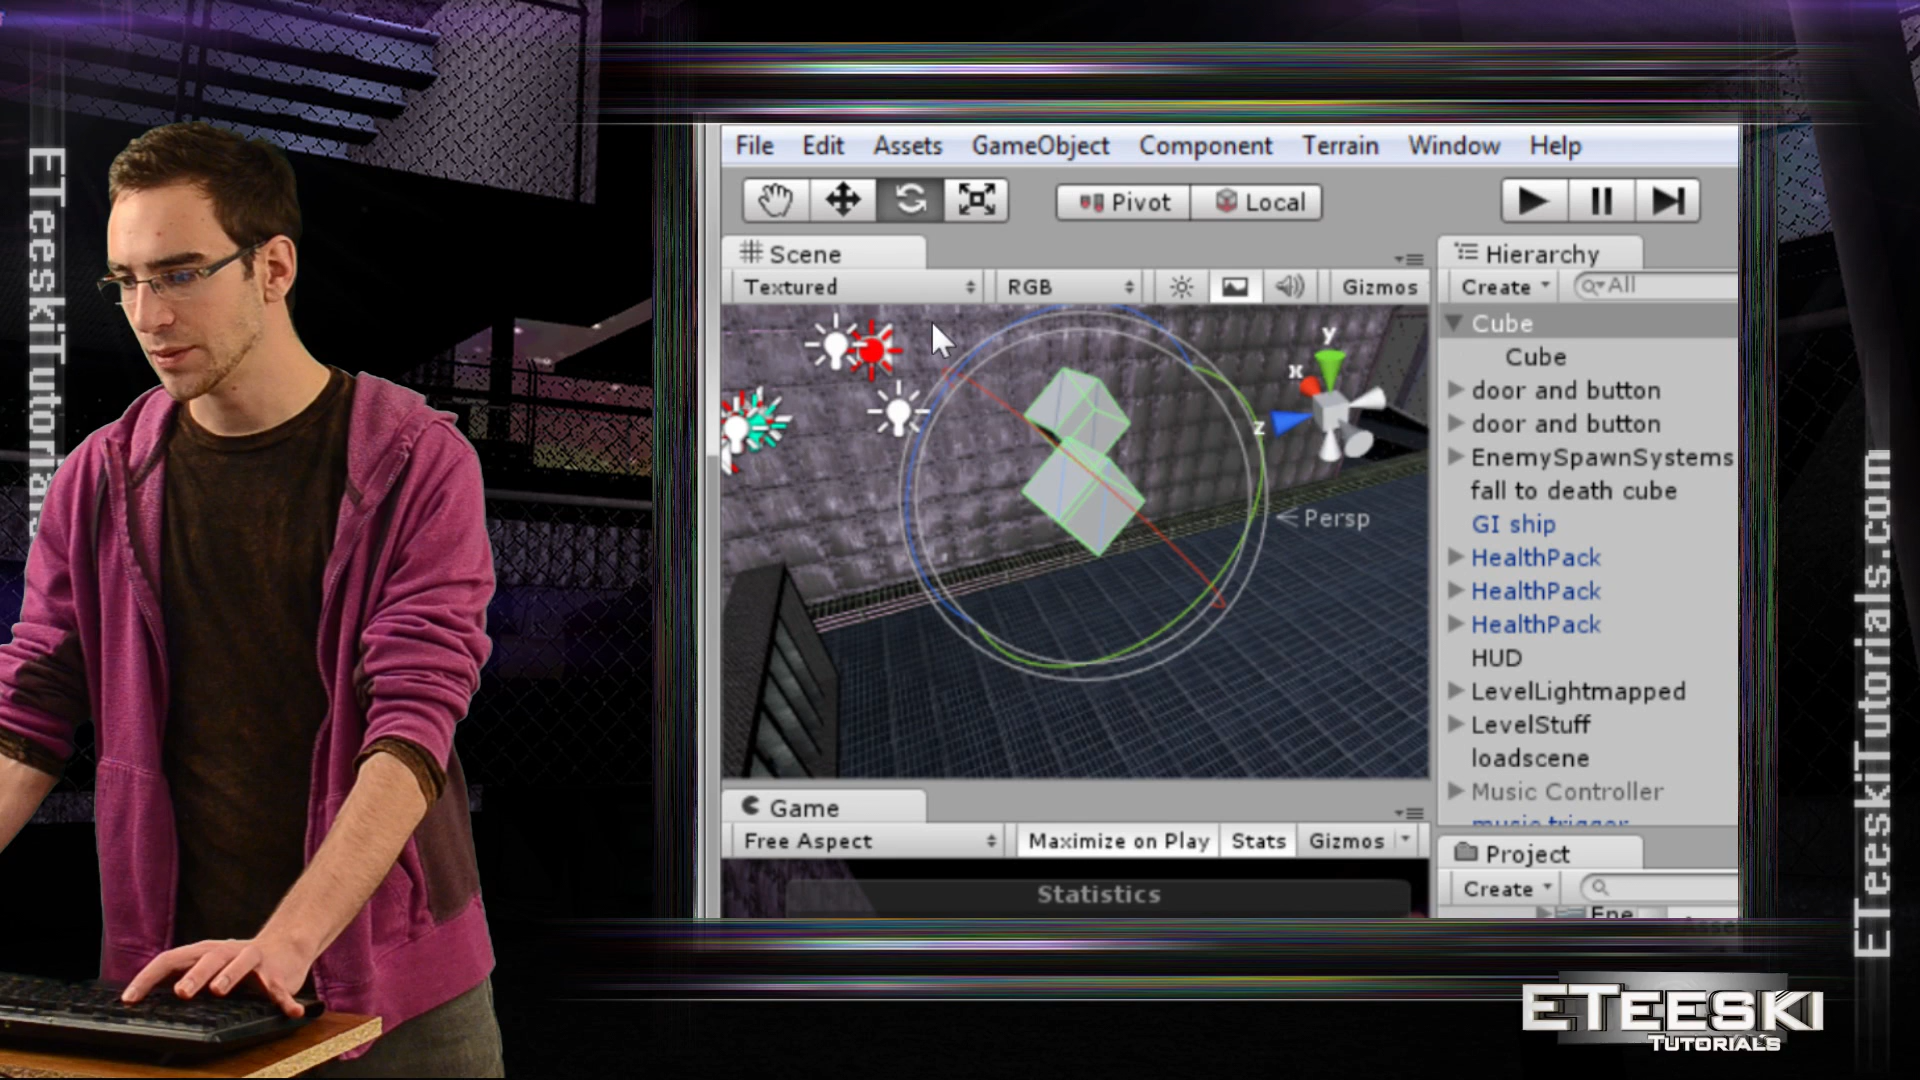 ETeeskiTutorials.com
File Edit Assets GameObject Component Terrain Window Help
Pivot Local
Scene
Textured RGB Gizmos
y
x
z
Persp
Hierarchy
Create All
Cube
Cube
door and button
door and button
EnemySpawnSystems
fall to death cube
GI ship
HealthPack
HealthPack
HealthPack
HUD
LevelLightmapped
LevelStuff
loadscene
Music Controller
music trigger
Game
Free Aspect Maximize on Play Stats Gizmos
Statistics
Project
Create
ETeeskiTutorials.com
ETEESKI
TUTORIALS